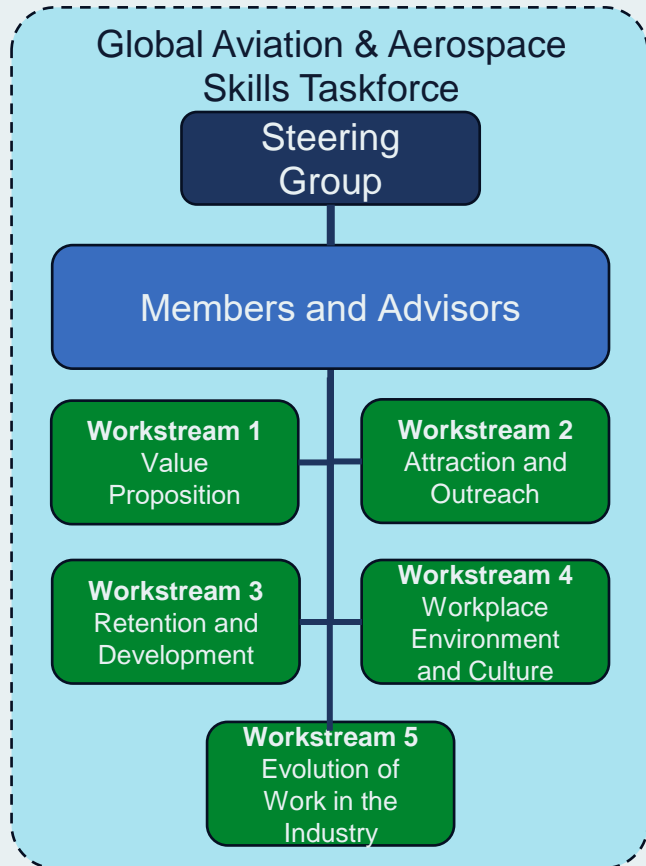 Global Aviation & Aerospace
Skills Taskforce
Steering
Group
Members and Advisors
Workstream 1
Value
Proposition
Workstream 2
Attraction and
Outreach
Workstream 3
Retention and
Development
Workstream 4
Workplace
Environment
and Culture
Workstream 5
Evolution of
Work in the
Industry